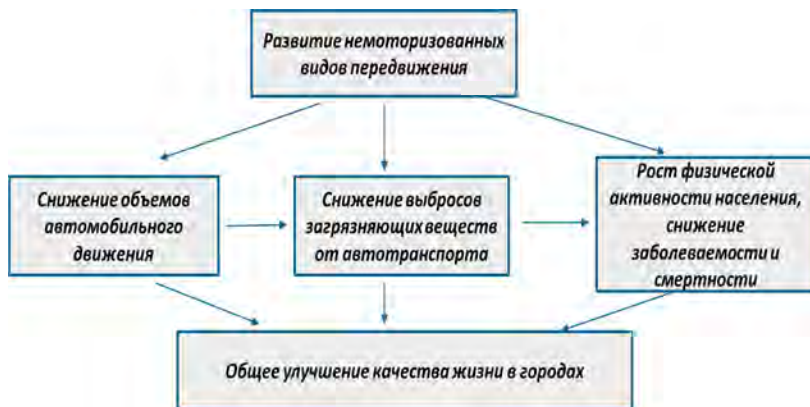 Развитие немоторизованных
видов передвижения
Снижение объемов
автомобильного
движения
Снижение выбросов
загрязняющих веществ
от автотранспорта
Рост физической
активности населения,
снижение
заболеваемости и
смертности
Общее улучшение качества жизни в городах